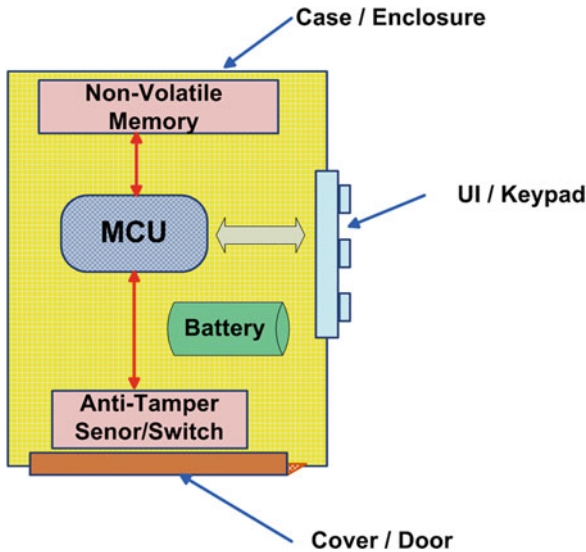 Case / Enclosure
Non-Volatile
Memory
UI / Keypad
MCU
Battery
Anti-Tamper
Senor/Switch
Cover / Door